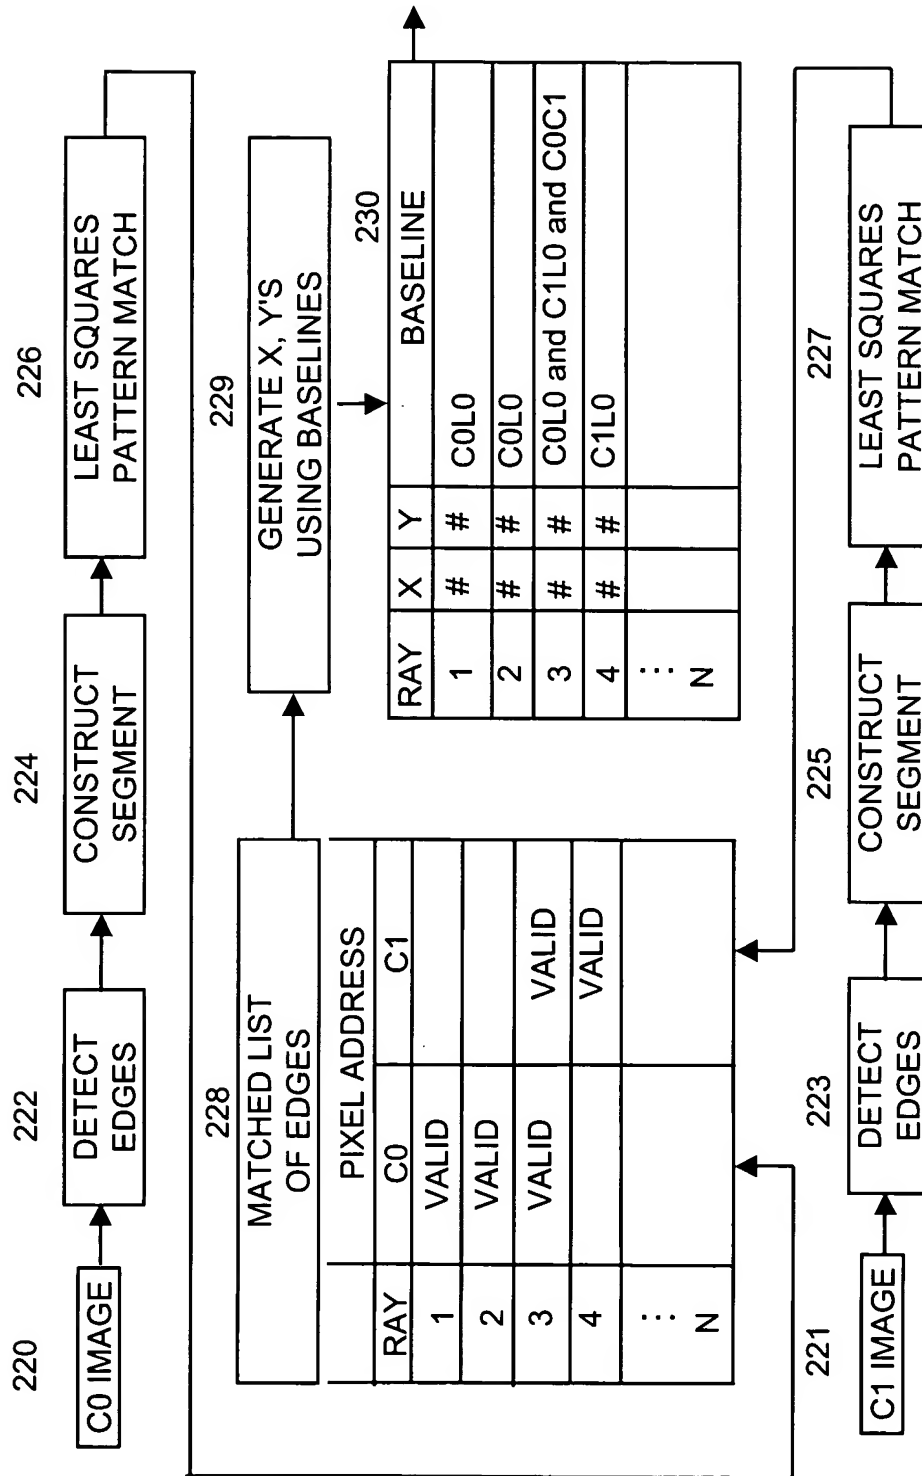 220
C0 IMAGE
222
DETECT
EDGES
224
CONSTRUCT
SEGMENT
226
LEAST SQUARES
PATTERN MATCH
228
MATCHED LIST
OF EDGES
PIXEL ADDRESS
RAY C0 C1
1 VALID
2 VALID
3 VALID VALID
4 VALID
⋮
N
229
GENERATE X, Y'S
USING BASELINES
230
RAY X Y BASELINE
1 # # C0L0
2 # # C0L0
3 # # C0L0 and C1L0 and C0C1
4 # # C1L0
⋮
N
221
C1 IMAGE
223
DETECT
EDGES
225
CONSTRUCT
SEGMENT
227
LEAST SQUARES
PATTERN MATCH